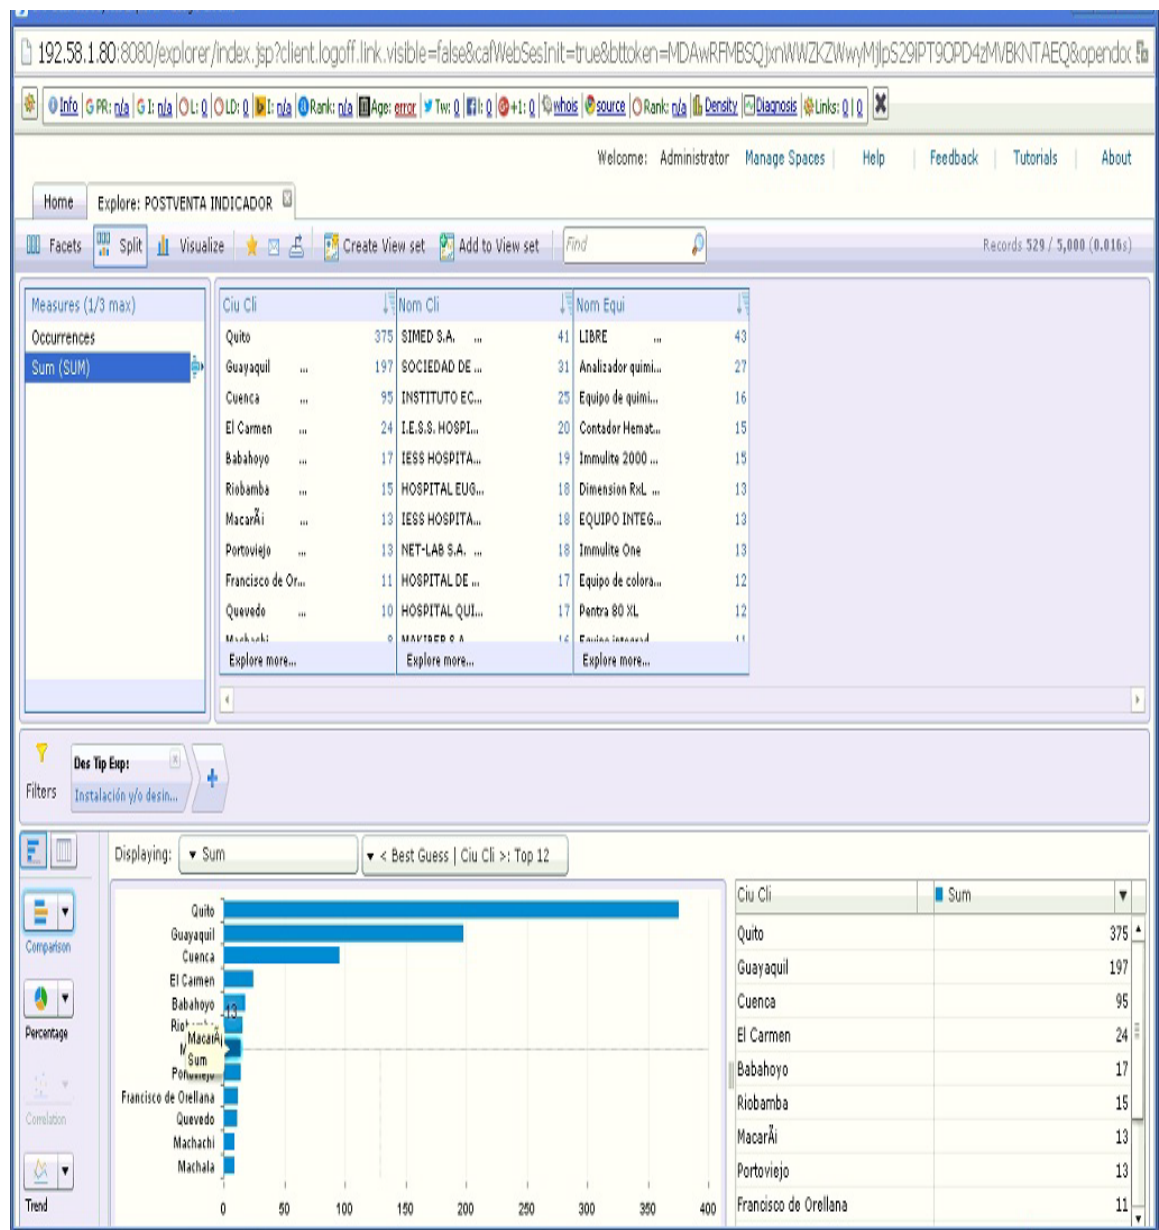 192.58.1.80:8080/explorer/index.jsp?client.logoff.link.visible=false&cafWebSesInit=true&bttoken=
Info | PR: n/a | I: n/a | L: 0 | LD: 0 | I: n/a | Rank: n/a | Age: error | Tw: 0 | l: 0 | +1: 0 | whois | source | Rank: n/a | Density | Diagnosis | Links: 0 | 0
Welcome: Administrator Manage Spaces | Help | Feedback | Tutorials | About
Home Explore: POSTVENTA INDICADOR
Facets Split Visualize Create View set Add to View set Find Records 529 / 5,000 (0.016s)
Measures (1/3 max) Ciu Cli Nom Cli Nom Equi
Occurrences Quito 375 SIMED S.A. ... 41 LIBRE ... 43
Sum (SUM) Guayaquil ... 197 SOCIEDAD DE ... 31 Analizador quimi... 27
Cuenca ... 95 INSTITUTO EC... 25 Equipo de quimi... 16
El Carmen ... 24 I.E.S.S. HOSPI... 20 Contador Hemat... 15
Babahoyo ... 17 IESS HOSPITA... 19 Immulite 2000 ... 15
Riobamba ... 15 HOSPITAL EUG... 18 Dimension RxL ... 13
MacarÃ¡ ... 13 IESS HOSPITA... 18 EQUIPO INTEG... 13
Portoviejo ... 13 NET-LAB S.A. ... 18 Immulite One 13
Francisco de Or... 11 HOSPITAL DE ... 17 Equipo de colora... 12
Quevedo ... 10 HOSPITAL QUI... 17 Pentra 80 XL 12
Explore more... Explore more... Explore more...
Des Tip Exp:
Filters Instalación y/o desin...
Displaying: Sum < Best Guess | Ciu Cli >: Top 12
Comparison
Percentage
Correlation
Trend
Quito
Guayaquil
Cuenca
El Carmen
Babahoyo
13
MacarÃ¡
Sum
Portoviejo
Francisco de Orellana
Quevedo
Machachi
Machala
0 50 100 150 200 250 300 350 400
Ciu Cli Sum
Quito 375
Guayaquil 197
Cuenca 95
El Carmen 24
Babahoyo 17
Riobamba 15
MacarÃ¡ 13
Portoviejo 13
Francisco de Orellana 11